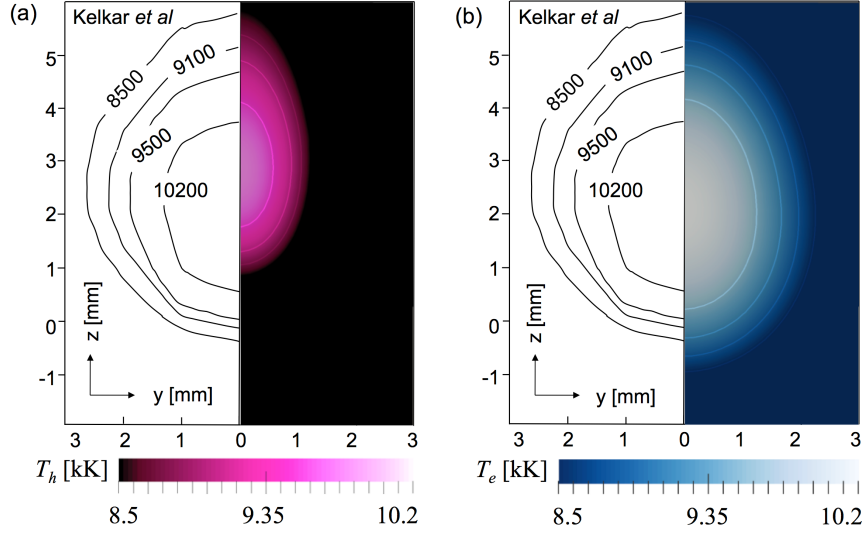 (a)
Kelkar et al
8500
9100
9500
10200
5
4
3
2
1
0
-1
z [mm]
y [mm]
3 2 1 0 1 2 3
T_h [kK]
8.5 9.35 10.2
(b)
Kelkar et al
8500
9100
9500
10200
5
4
3
2
1
0
-1
z [mm]
y [mm]
3 2 1 0 1 2 3
T_e [kK]
8.5 9.35 10.2